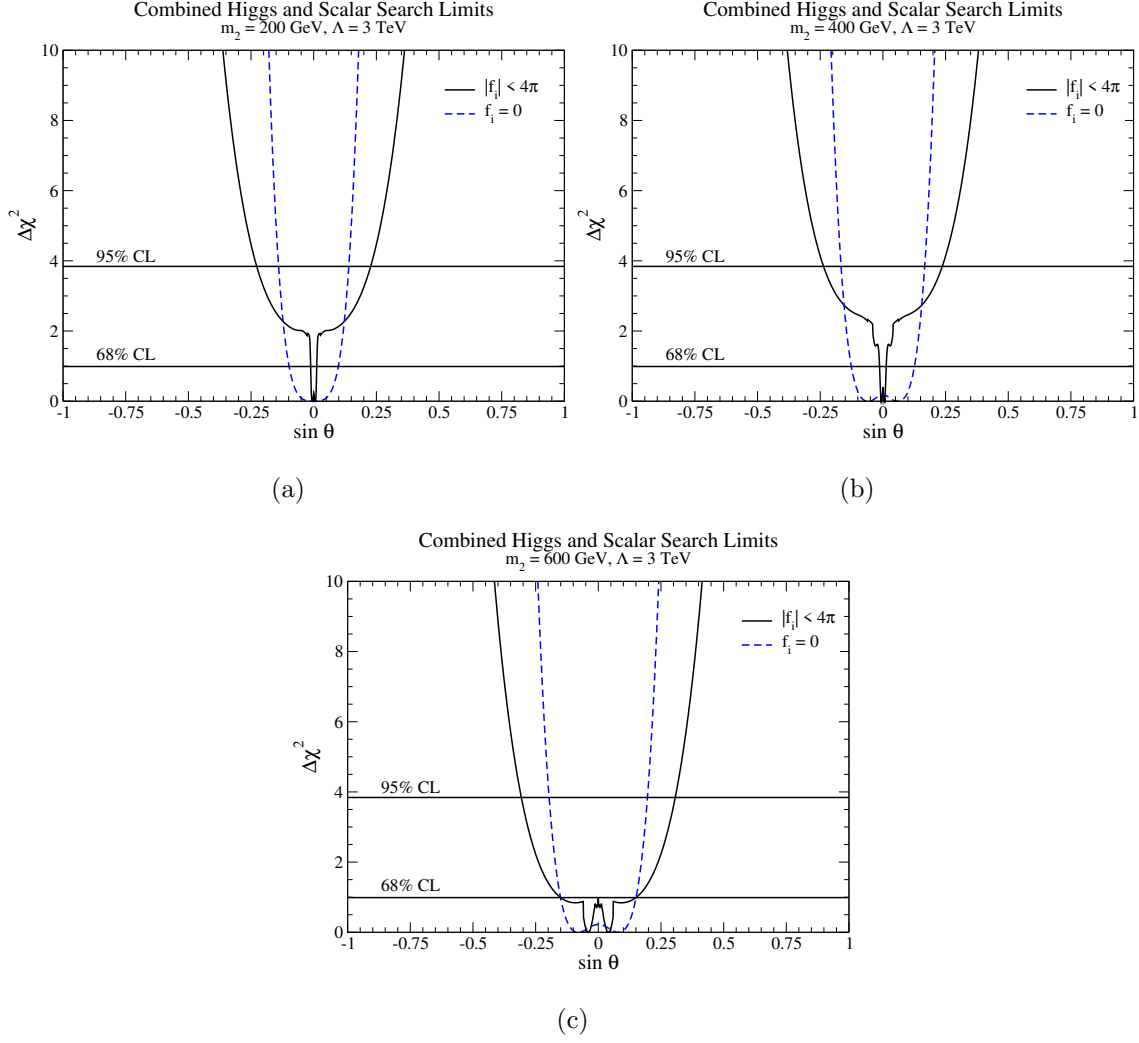 Combined Higgs and Scalar Search Limits
m₂ = 200 GeV, Λ = 3 TeV
10
8
6
4
2
0
Δχ²
|f_i| < 4π
f_i = 0
95% CL
68% CL
-1 -0.75 -0.5 -0.25 0 0.25 0.5 0.75 1
sin θ
(a)
Combined Higgs and Scalar Search Limits
m₂ = 400 GeV, Λ = 3 TeV
10
8
6
4
2
0
Δχ²
|f_i| < 4π
f_i = 0
95% CL
68% CL
-1 -0.75 -0.5 -0.25 0 0.25 0.5 0.75 1
sin θ
(b)
Combined Higgs and Scalar Search Limits
m₂ = 600 GeV, Λ = 3 TeV
10
8
6
4
2
0
Δχ²
|f_i| < 4π
f_i = 0
95% CL
68% CL
-1 -0.75 -0.5 -0.25 0 0.25 0.5 0.75 1
sin θ
(c)